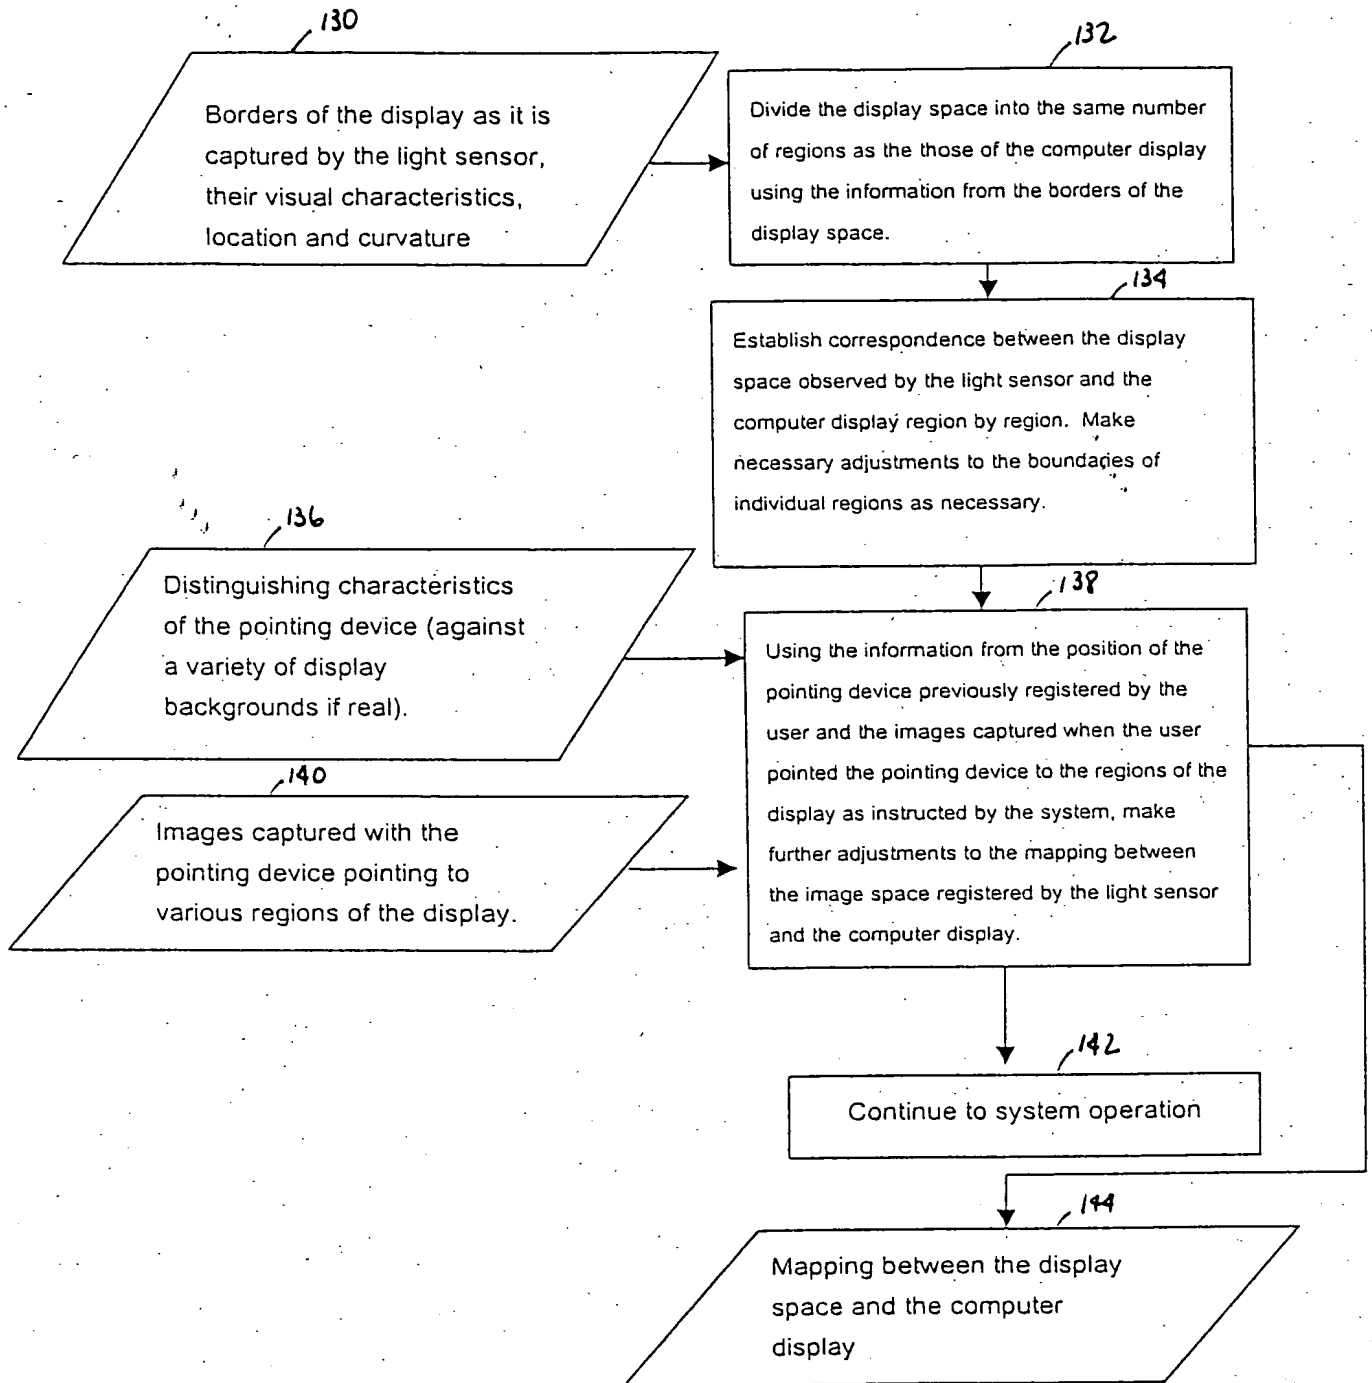 130
Borders of the display as it is
captured by the light sensor,
their visual characteristics,
location and curvature
132
Divide the display space into the same number
of regions as the those of the computer display
using the information from the borders of the
display space.
134
Establish correspondence between the display
space observed by the light sensor and the
computer display region by region. Make
necessary adjustments to the boundaries of
individual regions as necessary.
136
Distinguishing characteristics
of the pointing device (against
a variety of display
backgrounds if real).
138
Using the information from the position of the
pointing device previously registered by the
user and the images captured when the user
pointed the pointing device to the regions of the
display as instructed by the system, make
further adjustments to the mapping between
the image space registered by the light sensor
and the computer display.
140
Images captured with the
pointing device pointing to
various regions of the display.
142
Continue to system operation
144
Mapping between the display
space and the computer
display